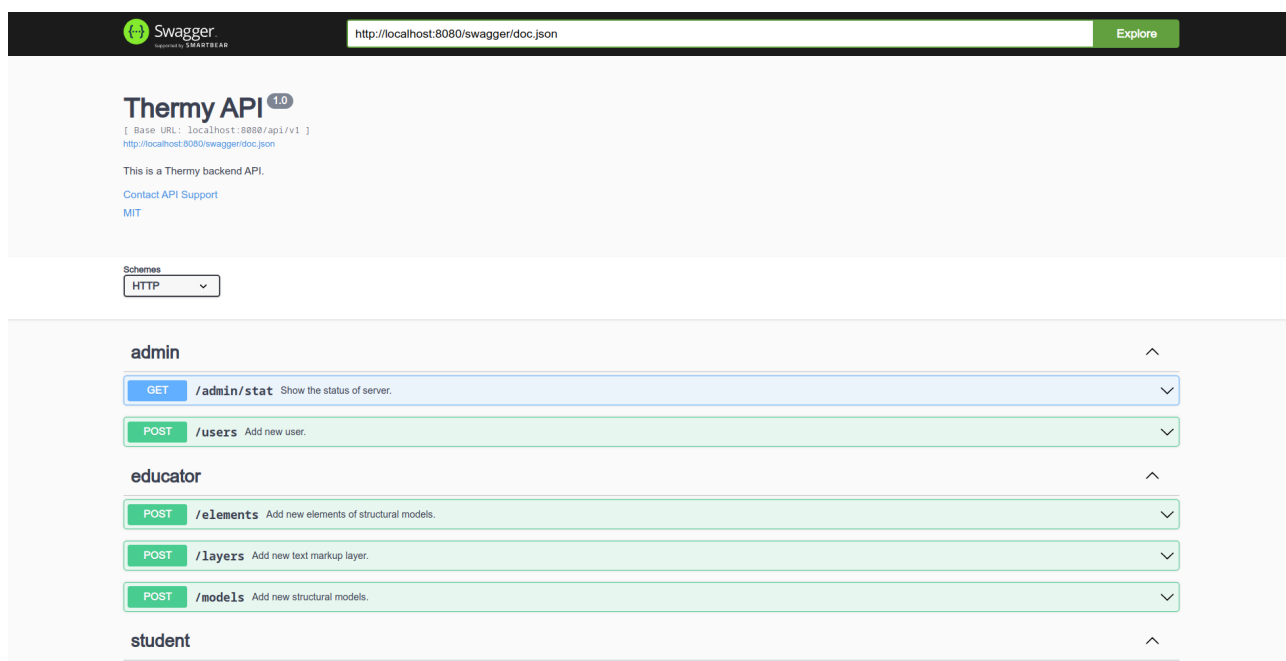 Swagger.
Supported by SMARTBEAR
http://localhost:8080/swagger/doc.json
Explore
Thermy API 1.0
[ Base URL: localhost:8080/api/v1 ]
http://localhost:8080/swagger/doc.json
This is a Thermy backend API.
Contact API Support
MIT
Schemes
HTTP
admin
GET /admin/stat Show the status of server.
POST /users Add new user.
educator
POST /elements Add new elements of structural models.
POST /layers Add new text markup layer.
POST /models Add new structural models.
student